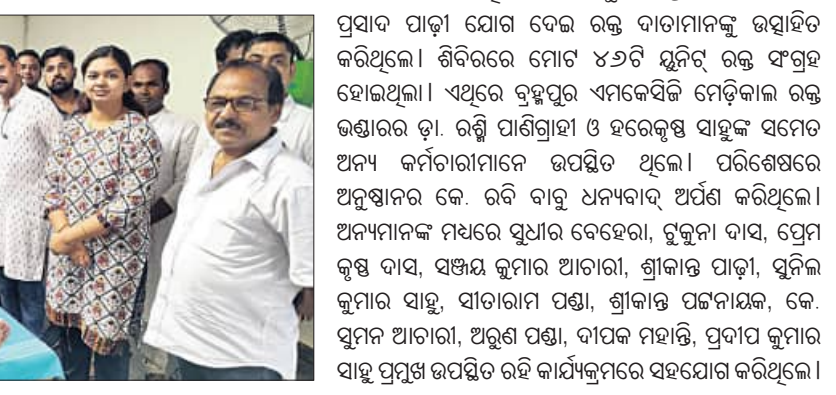 ପ୍ରସାଦ ପାଢ଼ୀ ଯୋଗ ଦେଇ ରକ୍ତ ଦାତାମାନଙ୍କୁ ଉତ୍ସାହିତ
କରିଥିଲେ। ଶିବିରରେ ମୋଟ ୪୬ଟି ୟୁନିଟ୍ ରକ୍ତ ସଂଗ୍ରହ
ହୋଇଥିଲା। ଏଥିରେ ବ୍ରହ୍ମପୁର ଏମକେସିଜି ମେଡ଼ିକାଲ ରକ୍ତ
ଭଣ୍ଡାରର ଡ଼ା. ରଶ୍ମି ପାଣିଗ୍ରାହୀ ଓ ହରେକୃଷ୍ଣ ସାହୁଙ୍କ ସମେତ
ଅନ୍ୟ କର୍ମଚାରୀମାନେ ଉପସ୍ଥିତ ଥିଲେ। ପରିଶେଷରେ
ଅନୁଷ୍ଠାନର କେ. ରବି ବାବୁ ଧନ୍ୟବାଦ୍ ଅର୍ପଣ କରିଥିଲେ।
ଅନ୍ୟମାନଙ୍କ ମଧ୍ୟରେ ସୁଧୀର ବେହେରା, ଟୁକୁନା ଦାସ, ପ୍ରେମ
କୃଷ୍ଣ ଦାସ, ସଞ୍ଜୟ କୁମାର ଆଚାରୀ, ଶ୍ରୀକାନ୍ତ ପାଢ଼ୀ, ସୁନିଲ
କୁମାର ସାହୁ, ସୀତାରାମ ପଣ୍ଡା, ଶ୍ରୀକାନ୍ତ ପଟ୍ଟନାୟକ, କେ.
ସୁମନ ଆଚାରୀ, ଅରୁଣ ପଣ୍ଡା, ଦୀପକ ମହାନ୍ତି, ପ୍ରଦୀପ କୁମାର
ସାହୁ ପ୍ରମୁଖ ଉପସ୍ଥିତ ରହି କାର୍ଯ୍ୟକ୍ରମରେ ସହଯୋଗ କରିଥିଲେ।